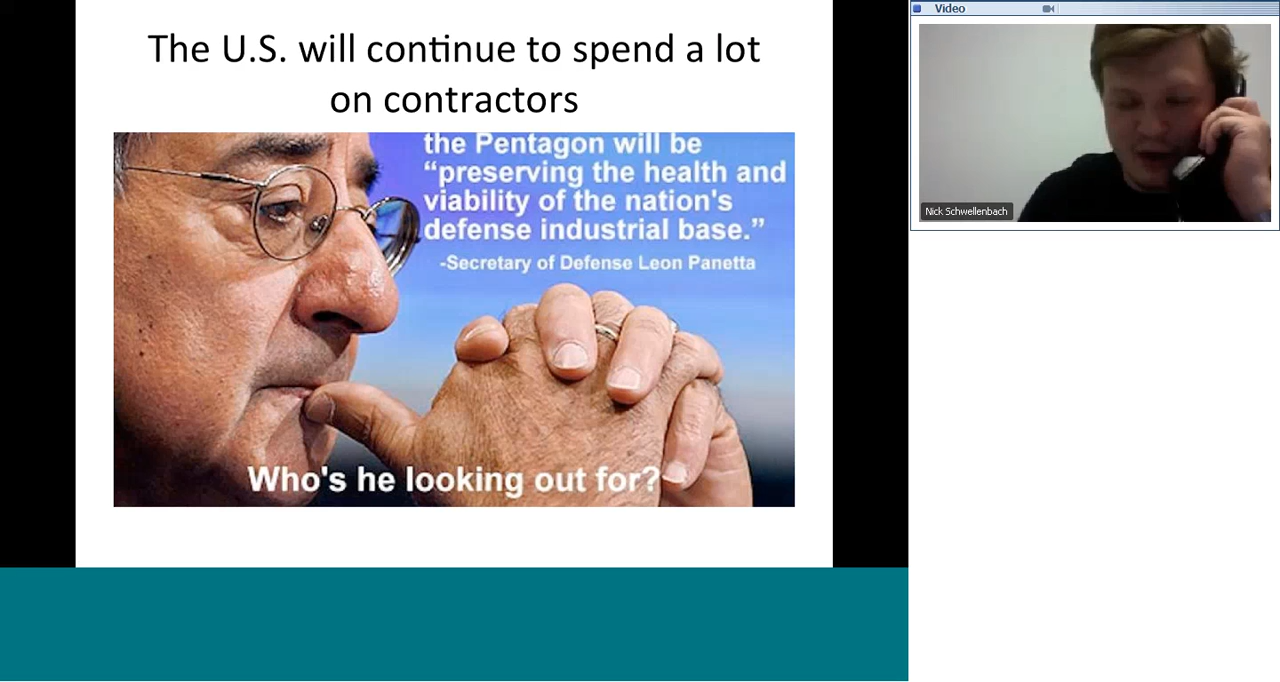 The U.S. will continue to spend a lot
on contractors
the Pentagon will be
“preserving the health and
viability of the nation's
defense industrial base.”
-Secretary of Defense Leon Panetta
Who's he looking out for?
Video
Nick Schwellenbach